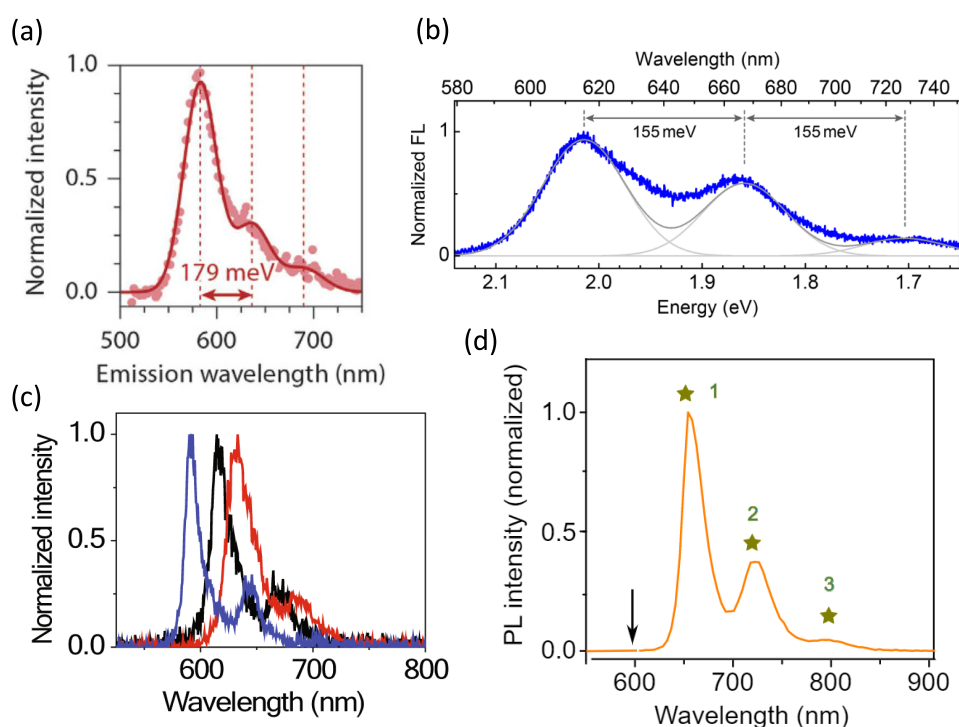 (a)
Normalized intensity
1.0
0.5
0.0
179 meV
500 600 700
Emission wavelength (nm)
(b)
Wavelength (nm)
580 600 620 640 660 680 700 720 740
155 meV 155 meV
Normalized FL
1
0
2.1 2.0 1.9 1.8 1.7
Energy (eV)
(c)
Normalized intensity
1.0
0.5
0.0
600 700 800
Wavelength (nm)
(d)
PL intensity (normalized)
1.0
0.5
0.0
1
2
3
600 700 800 900
Wavelength (nm)